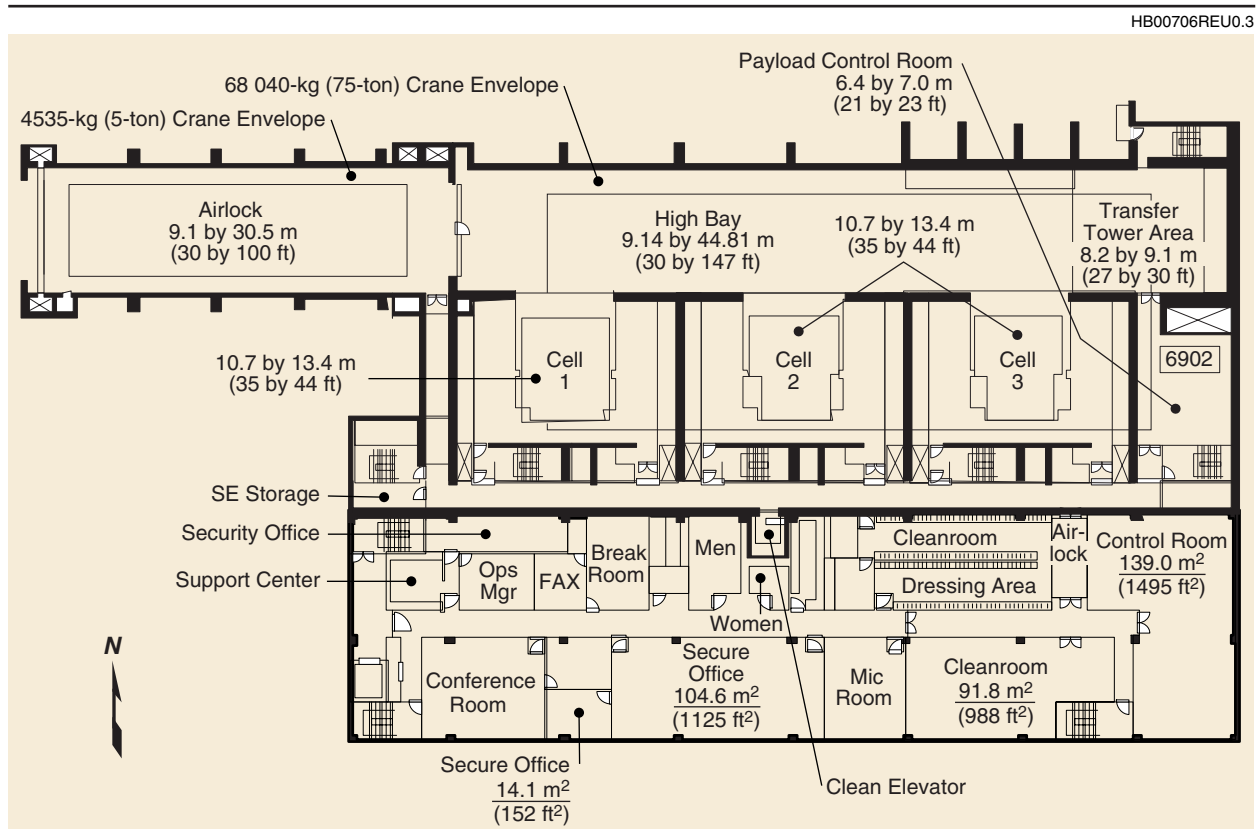 HB00706REU0.3
Payload Control Room
6.4 by 7.0 m
(21 by 23 ft)
68 040-kg (75-ton) Crane Envelope
4535-kg (5-ton) Crane Envelope
Airlock
9.1 by 30.5 m
(30 by 100 ft)
High Bay
9.14 by 44.81 m
(30 by 147 ft)
10.7 by 13.4 m
(35 by 44 ft)
Transfer
Tower Area
8.2 by 9.1 m
(27 by 30 ft)
10.7 by 13.4 m
(35 by 44 ft)
Cell
1
Cell
2
Cell
3
6902
SE Storage
Security Office
Support Center
Ops
Mgr
FAX
Break
Room
Men
Women
Cleanroom
Dressing Area
Air-
lock
Control Room
139.0 m²
(1495 ft²)
N
Conference
Room
Secure
Office
104.6 m²
(1125 ft²)
Mic
Room
Cleanroom
91.8 m²
(988 ft²)
Secure Office
14.1 m²
(152 ft²)
Clean Elevator